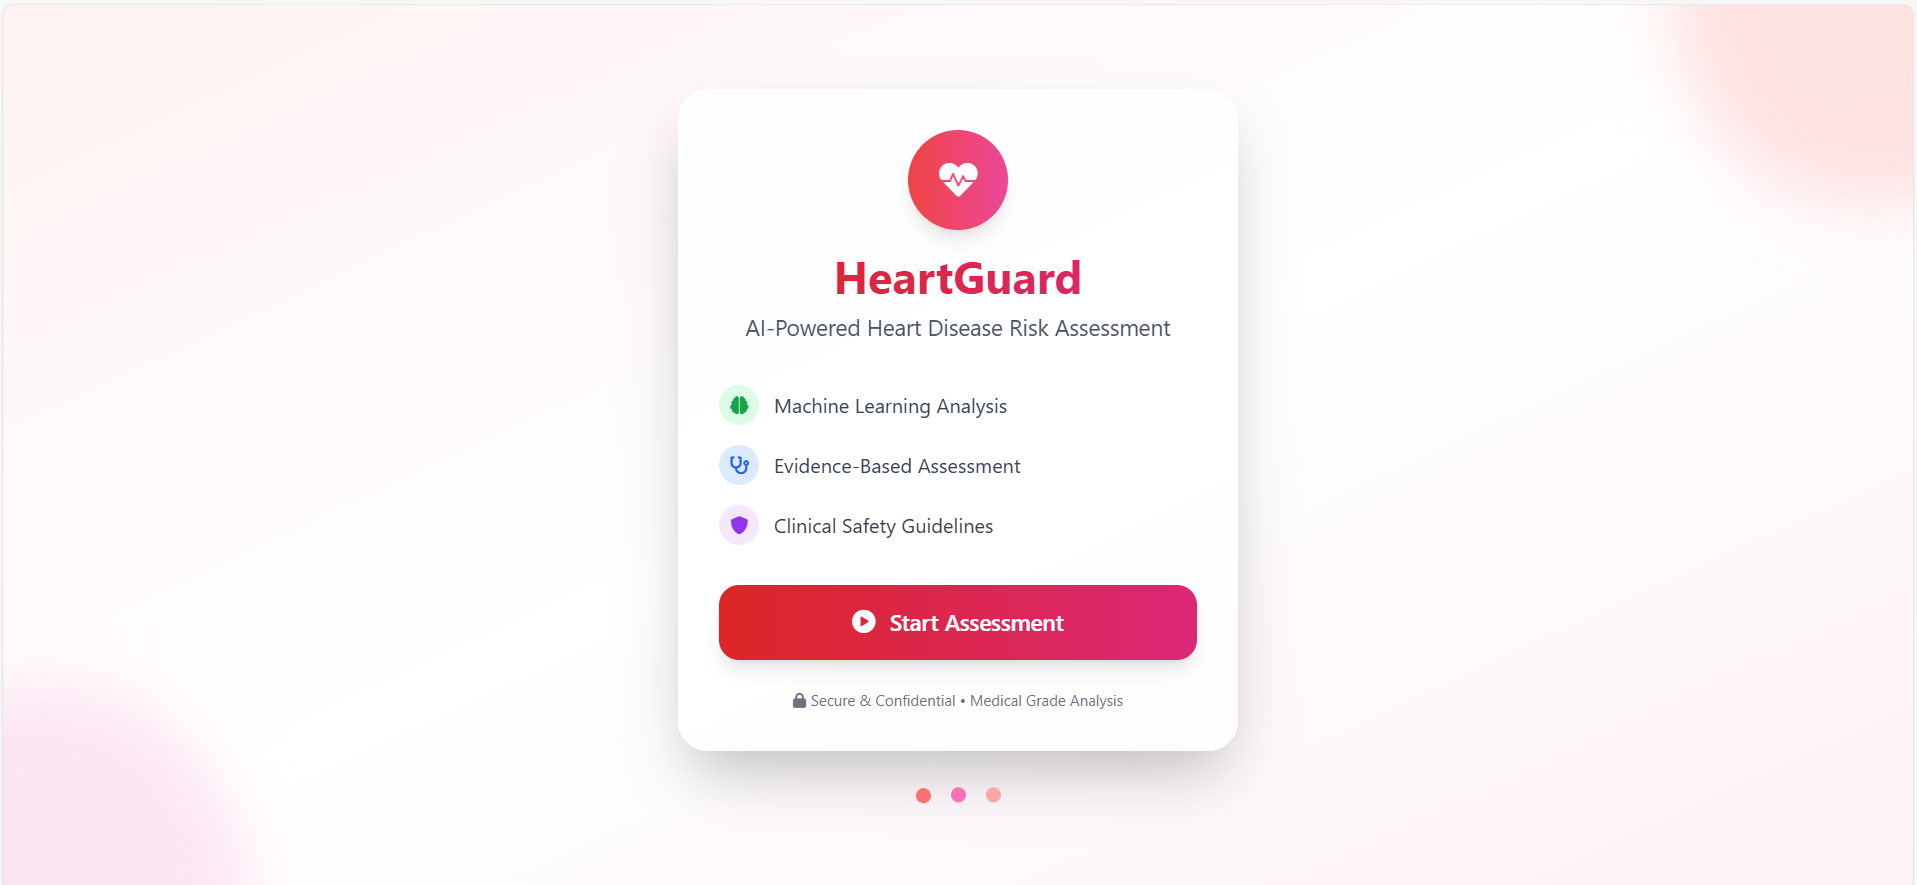 HeartGuard
AI-Powered Heart Disease Risk Assessment
Machine Learning Analysis
Evidence-Based Assessment
Clinical Safety Guidelines
Start Assessment
Secure & Confidential • Medical Grade Analysis